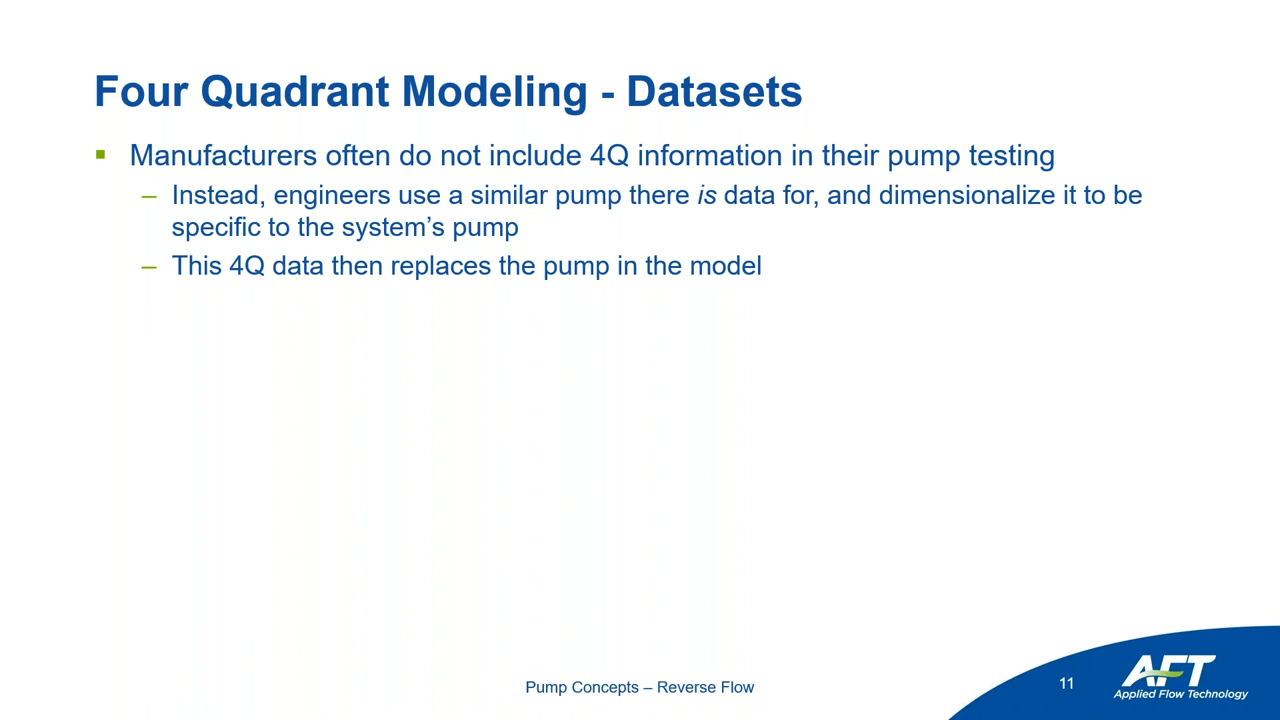 Four Quadrant Modeling - Datasets
▪ Manufacturers often do not include 4Q information in their pump testing
– Instead, engineers use a similar pump there is data for, and dimensionalize it to be
specific to the system’s pump
– This 4Q data then replaces the pump in the model
Pump Concepts – Reverse Flow
11
AFT
Applied Flow Technology